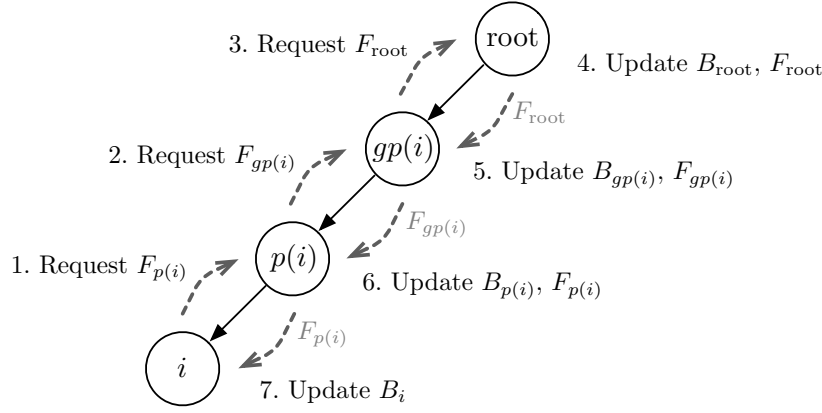 root
3. Request F_root
4. Update B_root, F_root
F_root
gp(i)
2. Request F_gp(i)
5. Update B_gp(i), F_gp(i)
F_gp(i)
p(i)
1. Request F_p(i)
6. Update B_p(i), F_p(i)
F_p(i)
i
7. Update B_i